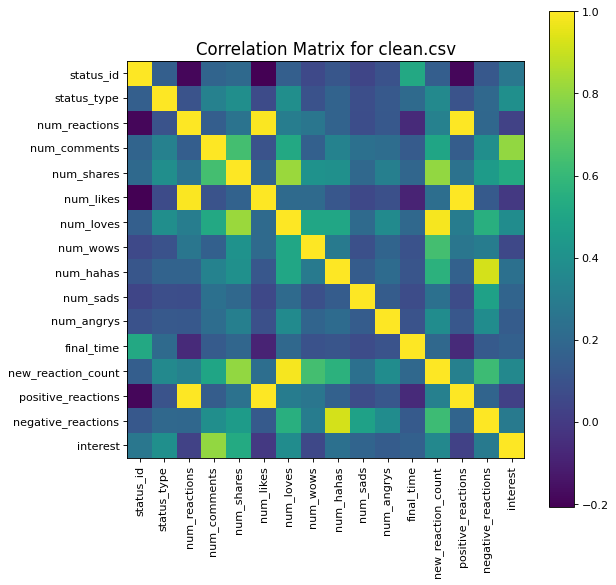 Correlation Matrix for clean.csv
status_id
status_type
num_reactions
num_comments
num_shares
num_likes
num_loves
num_wows
num_hahas
num_sads
num_angrys
final_time
new_reaction_count
positive_reactions
negative_reactions
interest
status_id
status_type
num_reactions
num_comments
num_shares
num_likes
num_loves
num_wows
num_hahas
num_sads
num_angrys
final_time
new_reaction_count
positive_reactions
negative_reactions
interest
1.0
0.8
0.6
0.4
0.2
0.0
−0.2